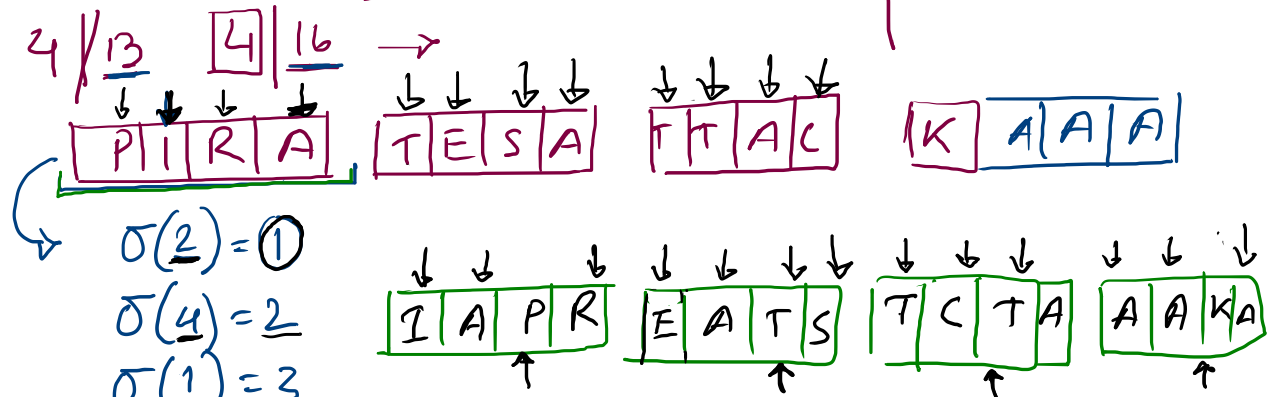 4 13 4 16 →
P I R A T E S A T T A C K A A A
σ(2) = 1
I A P R E A T S T C T A A A K A
σ(4) = 2
σ(1) = 3